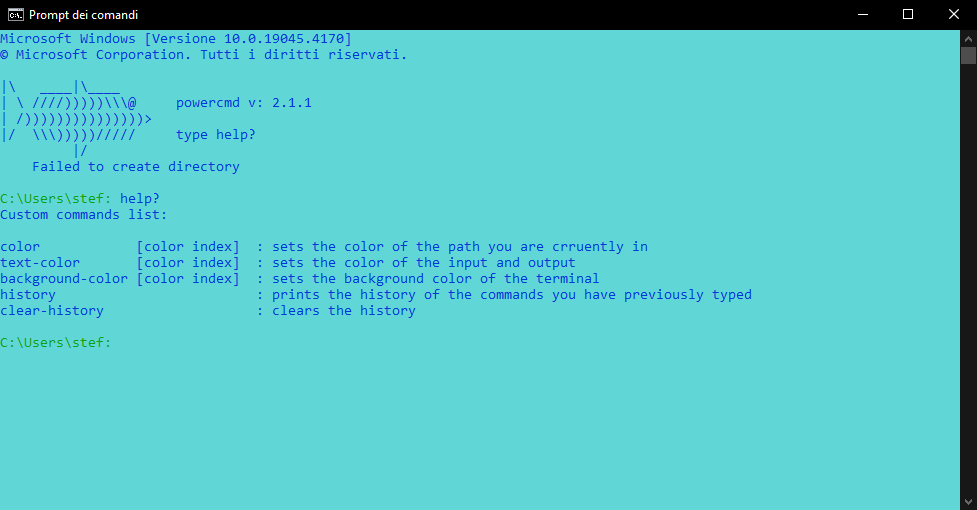 Prompt dei comandi
Microsoft Windows [Versione 10.0.19045.4170]
© Microsoft Corporation. Tutti i diritti riservati.
|\   ____|\____
| \ ////)))))\\\@     powercmd v: 2.1.1
| /)))))))))))))))>
|/  \\\)))))/////     type help?
         |/
    Failed to create directory
C:\Users\stef: help?
Custom commands list:
color            [color index]  : sets the color of the path you are crruently in
text-color       [color index]  : sets the color of the input and output
background-color [color index]  : sets the background color of the terminal
history                         : prints the history of the commands you have previously typed
clear-history                   : clears the history
C:\Users\stef: